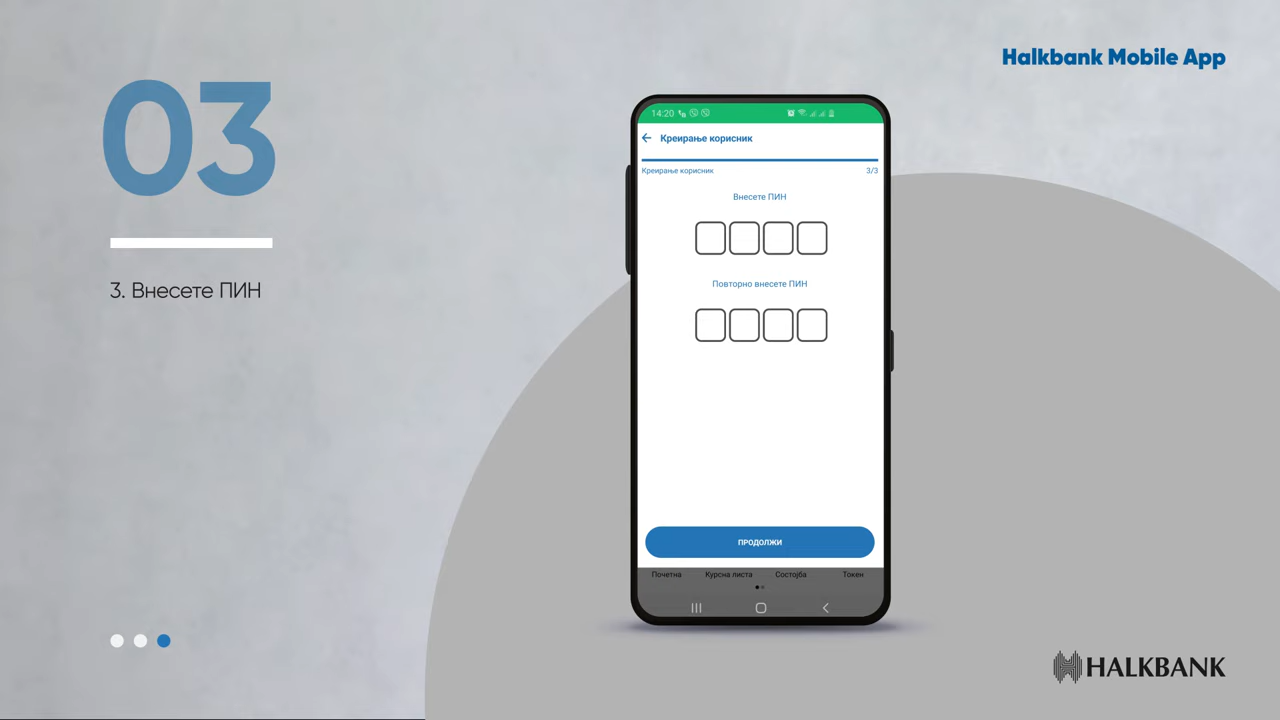 03
3. Внесете ПИН
Halkbank Mobile App
14:20
Креирање корисник
Креирање корисник 3/3
Внесете ПИН
Повторно внесете ПИН
ПРОДОЛЖИ
Почетна Курсна листа Состојба Токен
HALKBANK